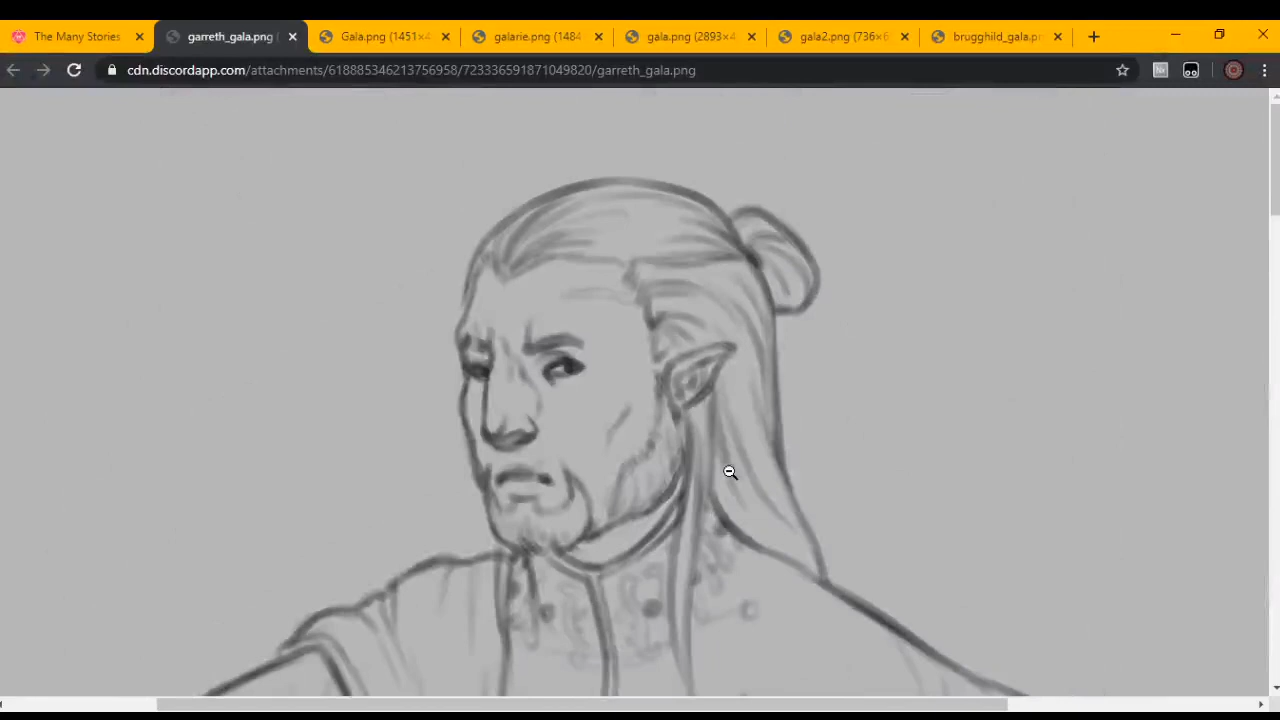 The Many Stories
garreth_gala.png
Gala.png (1451×4
galarie.png (1484
gala.png (2893×4
gala2.png (736×6
brugghild_gala.pn
cdn.discordapp.com/attachments/618885346213756958/723336591871049820/garreth_gala.png